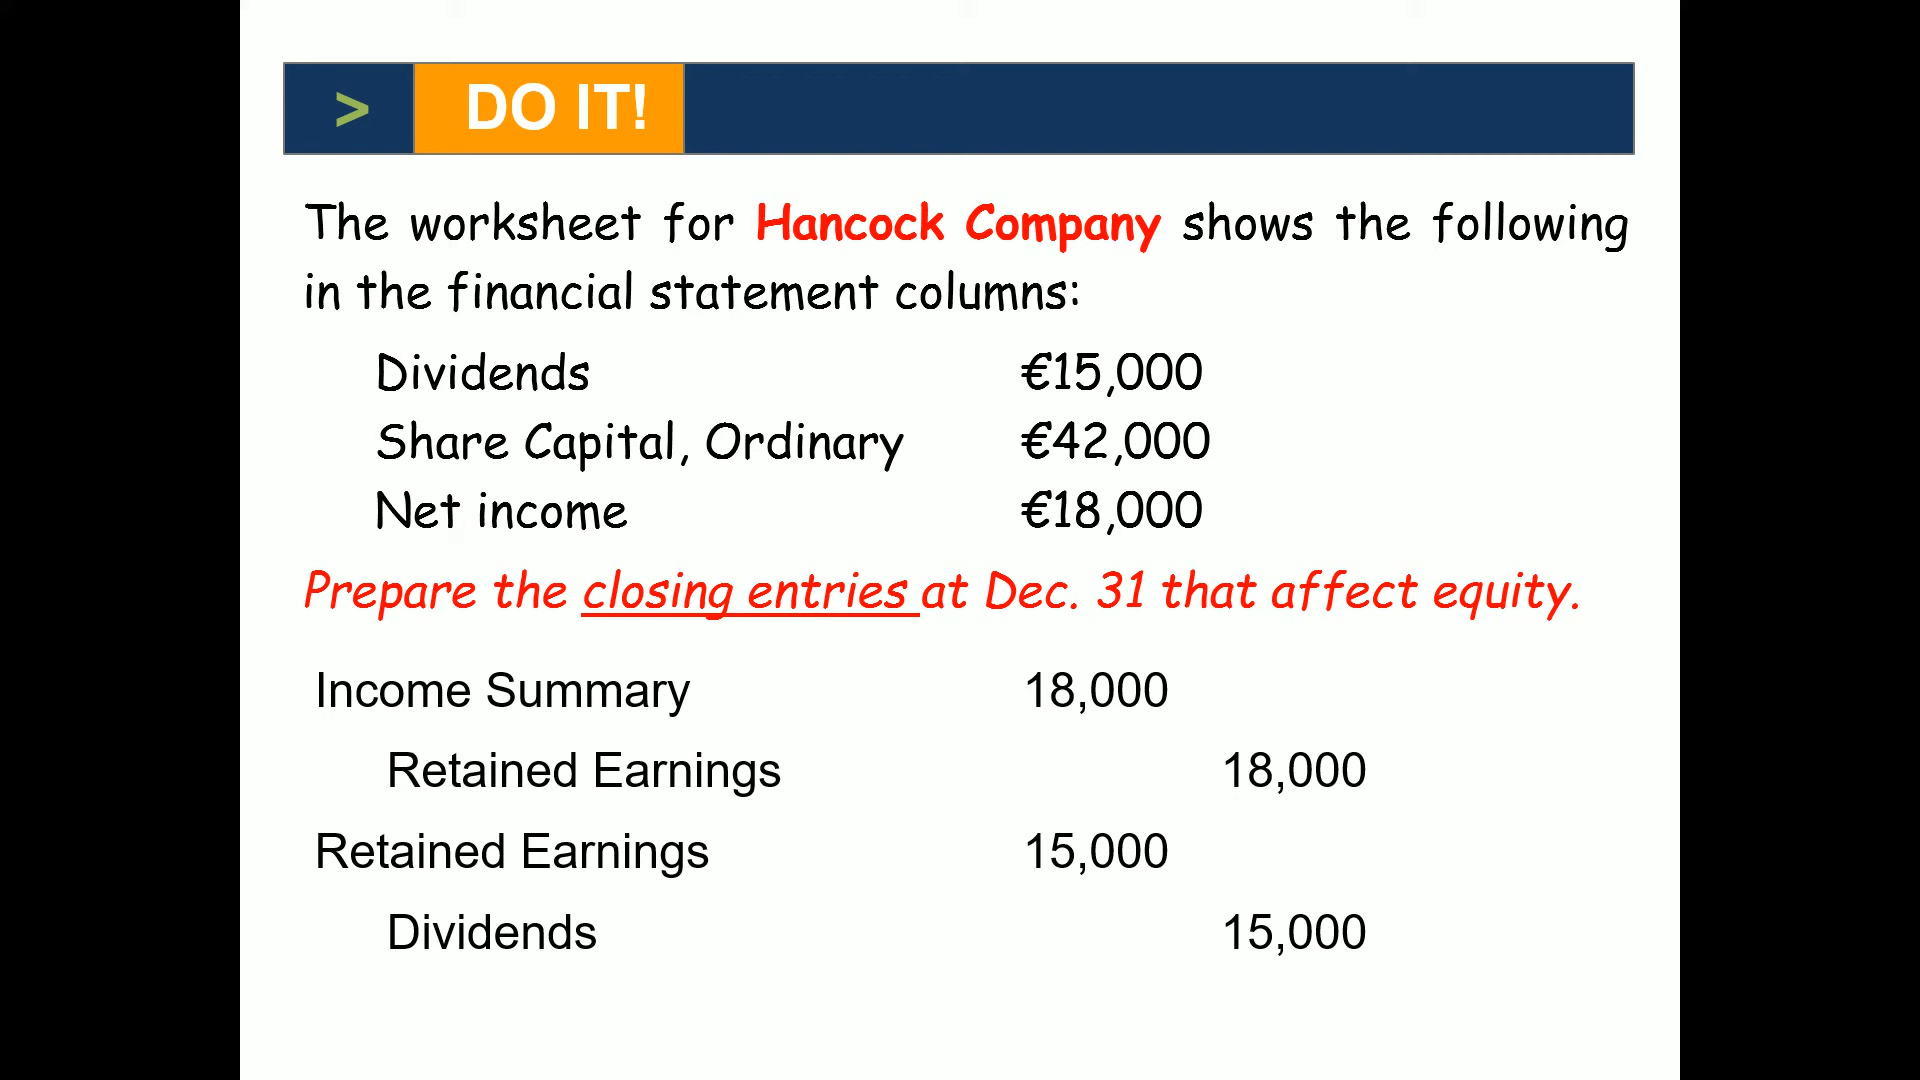 > DO IT!
The worksheet for Hancock Company shows the following
in the financial statement columns:
Dividends €15,000
Share Capital, Ordinary €42,000
Net income €18,000
Prepare the closing entries at Dec. 31 that affect equity.
Income Summary 18,000
Retained Earnings 18,000
Retained Earnings 15,000
Dividends 15,000